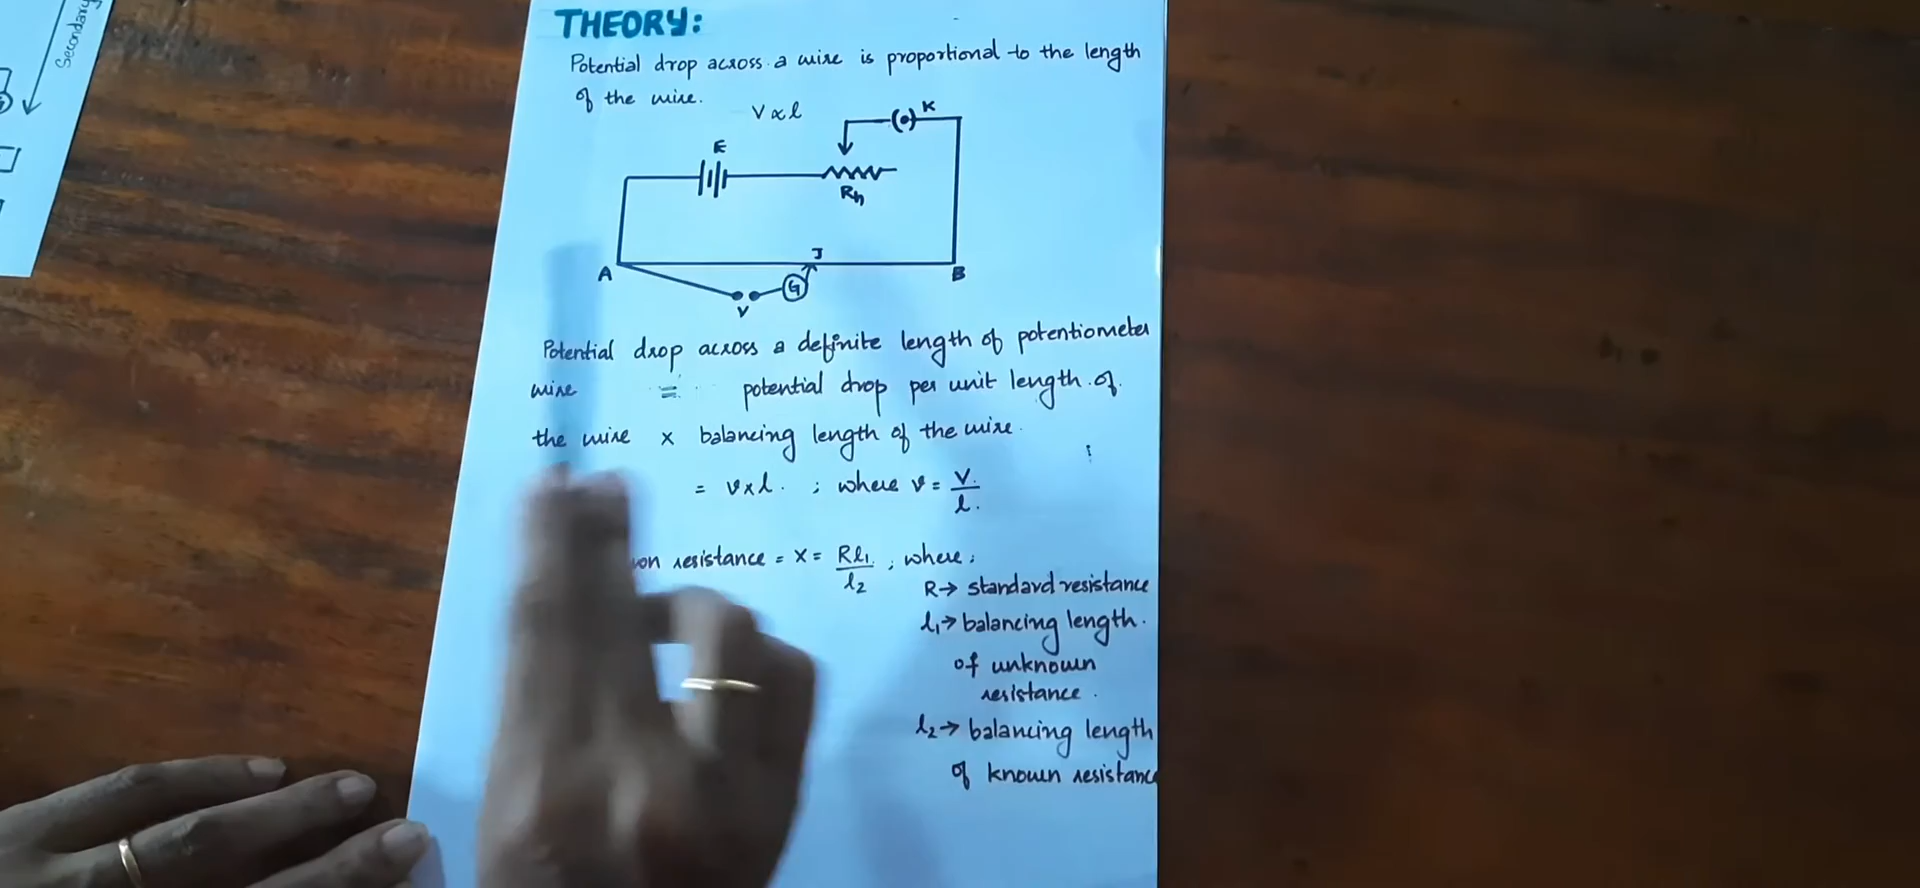 Secondary
THEORY:
Potential drop across a wire is proportional to the length
of the wire.
V ∝ l
K
E
Rh
J
A
B
G
V
Potential drop across a definite length of potentiometer
wire = potential drop per unit length of
the wire x balancing length of the wire.
= v x l. ; where v = V/l.
resistance = X = Rl1/l2 , where;
R → standard resistance
l1 → balancing length
of unknown
resistance.
l2 → balancing length
of known resistance